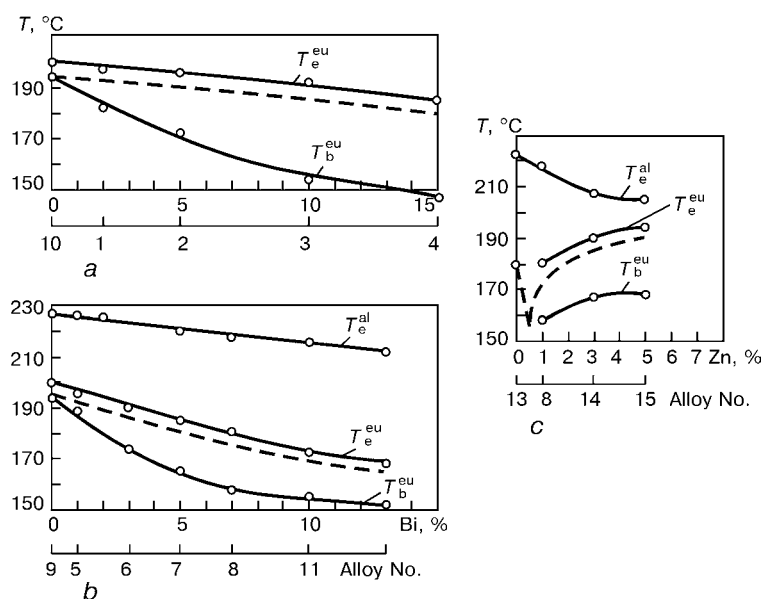 T, °C
190
170
150
T_e^eu
T_b^eu
0 5 10 15
10 1 2 3 4
a
230
210
190
170
150
T_e^al
T_e^eu
T_b^eu
0 5 10 Bi, %
9 5 6 7 8 11 Alloy No.
b
T, °C
210
190
170
150
T_e^al
T_e^eu
T_b^eu
0 1 2 3 4 5 6 7 Zn, %
13 8 14 15 Alloy No.
c